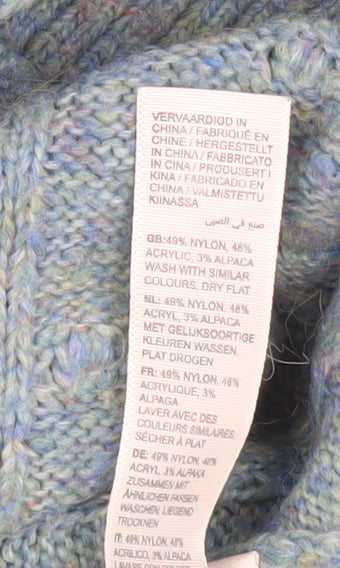 VERVAARDIGD IN
CHINA / FABRIQUÉ EN
CHINE / HERGESTELLT
IN CHINA / FABBRICATO
IN CINA / PRODUSERT I
KINA / FABRICADO EN
CHINA / VALMISTETTU
KIINASSA
صنع في الصين
GB:49% NYLON, 48%
ACRYLIC, 3% ALPACA
WASH WITH SIMILAR
COLOURS, DRY FLAT
NL: 49% NYLON, 48%
ACRYL, 3% ALPACA
MET GELIJKSOORTIGE
KLEUREN WASSEN,
PLAT DROGEN
FR: 49% NYLON, 48%
ACRYLIQUE, 3%
ALPAGA
LAVER AVEC DES
COULEURS SIMILAIRES,
SÉCHER À PLAT
DE: 49% NYLON, 48%
ACRYL, 3% ALPAKA
ZUSAMMEN MIT
ÄHNLICHEN FARBEN
WASCHEN, LIEGEND
TROCKNEN
IT: 49% NYLON, 48%
ACRILICO, 3% ALPACA